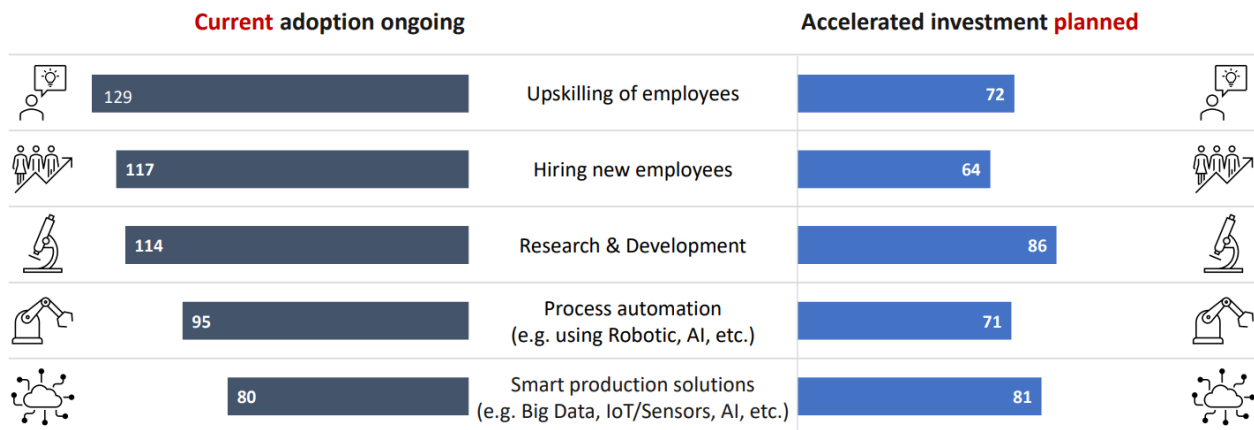 Current adoption ongoing
Accelerated investment planned
129
Upskilling of employees
72
117
Hiring new employees
64
114
Research & Development
86
95
Process automation
(e.g. using Robotic, AI, etc.)
71
80
Smart production solutions
(e.g. Big Data, IoT/Sensors, AI, etc.)
81